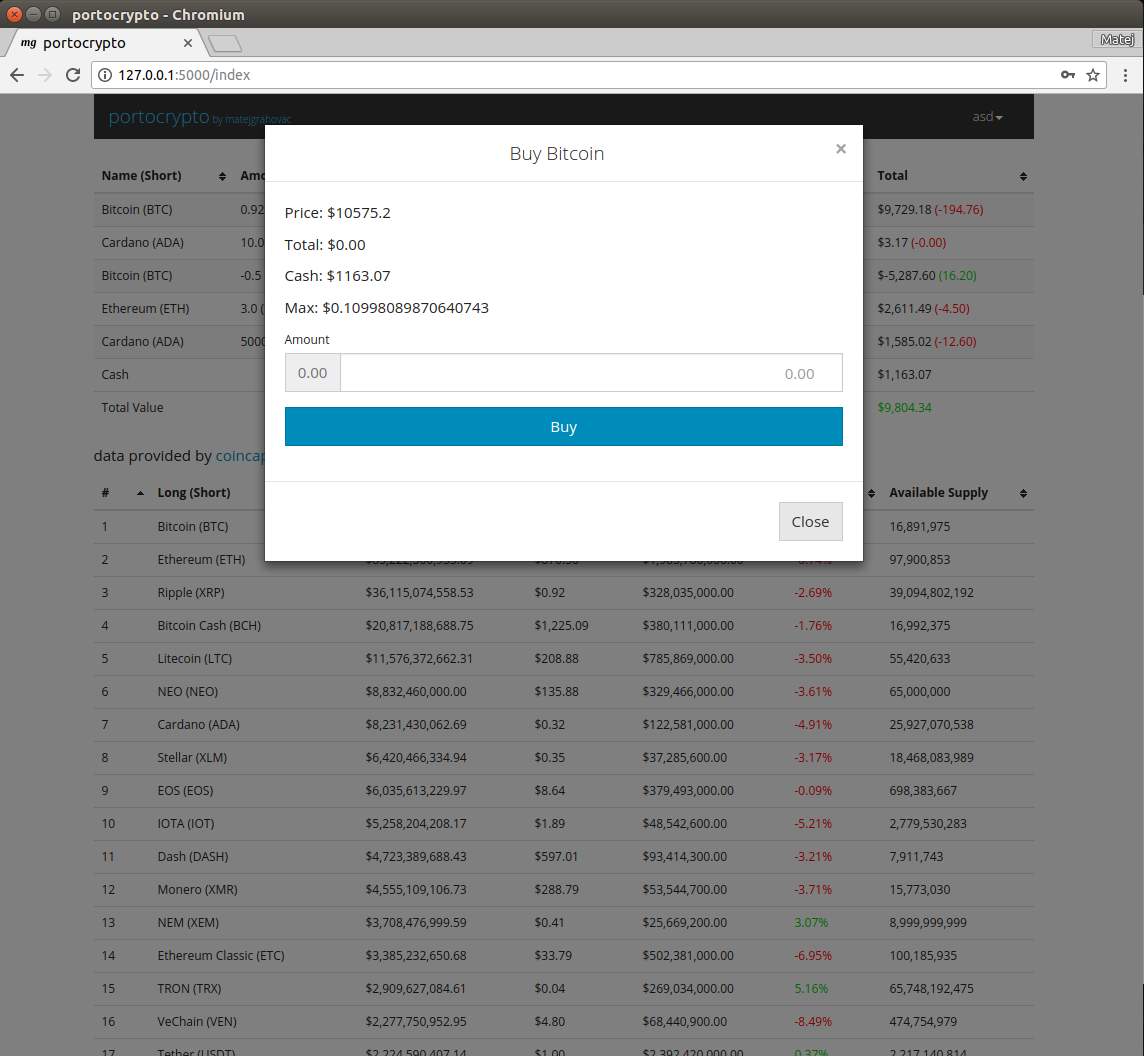 portocrypto - Chromium
mg portocrypto
Matej
127.0.0.1:5000/index
portocrypto by matejgrahovac asd
Buy Bitcoin ×
Price: $10575.2
Total: $0.00
Cash: $1163.07
Max: $0.10998089870640743
Amount
0.00 0.00
Buy
Close
Name (Short) Amo Total
Bitcoin (BTC) 0.92 $9,729.18 (-194.76)
Cardano (ADA) 10.0 $3.17 (-0.00)
Bitcoin (BTC) -0.5 $-5,287.60 (16.20)
Ethereum (ETH) 3.0 ( $2,611.49 (-4.50)
Cardano (ADA) 5000 $1,585.02 (-12.60)
Cash $1,163.07
Total Value $9,804.34
data provided by coincap
# Long (Short) Available Supply
1 Bitcoin (BTC) 16,891,975
2 Ethereum (ETH) 97,900,853
3 Ripple (XRP) $36,115,074,558.53 $0.92 $328,035,000.00 -2.69% 39,094,802,192
4 Bitcoin Cash (BCH) $20,817,188,688.75 $1,225.09 $380,111,000.00 -1.76% 16,992,375
5 Litecoin (LTC) $11,576,372,662.31 $208.88 $785,869,000.00 -3.50% 55,420,633
6 NEO (NEO) $8,832,460,000.00 $135.88 $329,466,000.00 -3.61% 65,000,000
7 Cardano (ADA) $8,231,430,062.69 $0.32 $122,581,000.00 -4.91% 25,927,070,538
8 Stellar (XLM) $6,420,466,334.94 $0.35 $37,285,600.00 -3.17% 18,468,083,989
9 EOS (EOS) $6,035,613,229.97 $8.64 $379,493,000.00 -0.09% 698,383,667
10 IOTA (IOT) $5,258,204,208.17 $1.89 $48,542,600.00 -5.21% 2,779,530,283
11 Dash (DASH) $4,723,389,688.43 $597.01 $93,414,300.00 -3.21% 7,911,743
12 Monero (XMR) $4,555,109,106.73 $288.79 $53,544,700.00 -3.71% 15,773,030
13 NEM (XEM) $3,708,476,999.59 $0.41 $25,669,200.00 3.07% 8,999,999,999
14 Ethereum Classic (ETC) $3,385,232,650.68 $33.79 $502,381,000.00 -6.95% 100,185,935
15 TRON (TRX) $2,909,627,084.61 $0.04 $269,034,000.00 5.16% 65,748,192,475
16 VeChain (VEN) $2,277,750,952.95 $4.80 $68,440,900.00 -8.49% 474,754,979
17 Tether (USDT) $2,224,590,407.14 $1.00 $2,392,420,000.00 0.37% 2,217,140,814